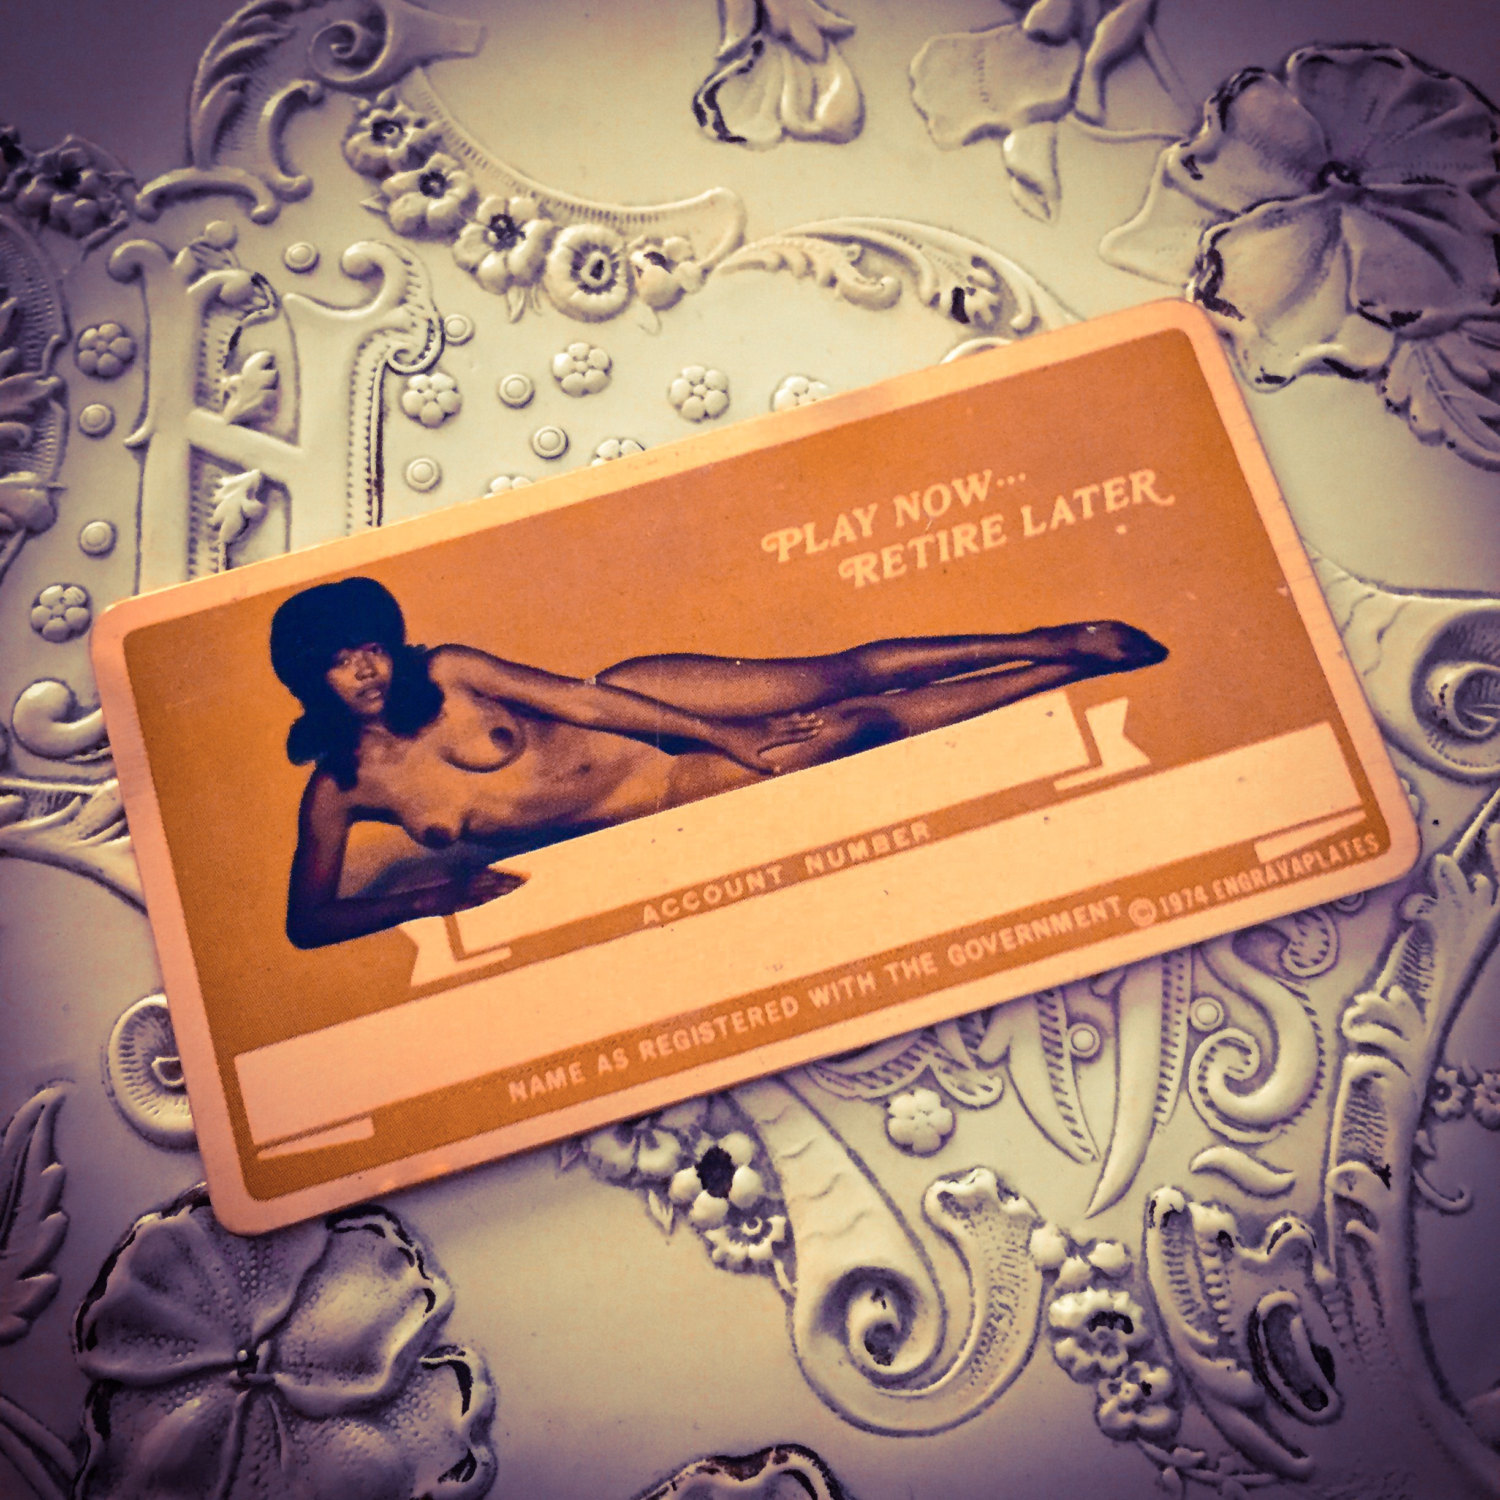 PLAY NOW...
RETIRE LATER
ACCOUNT NUMBER
NAME AS REGISTERED WITH THE GOVERNMENT
© 1974 ENGRAVAPLATES